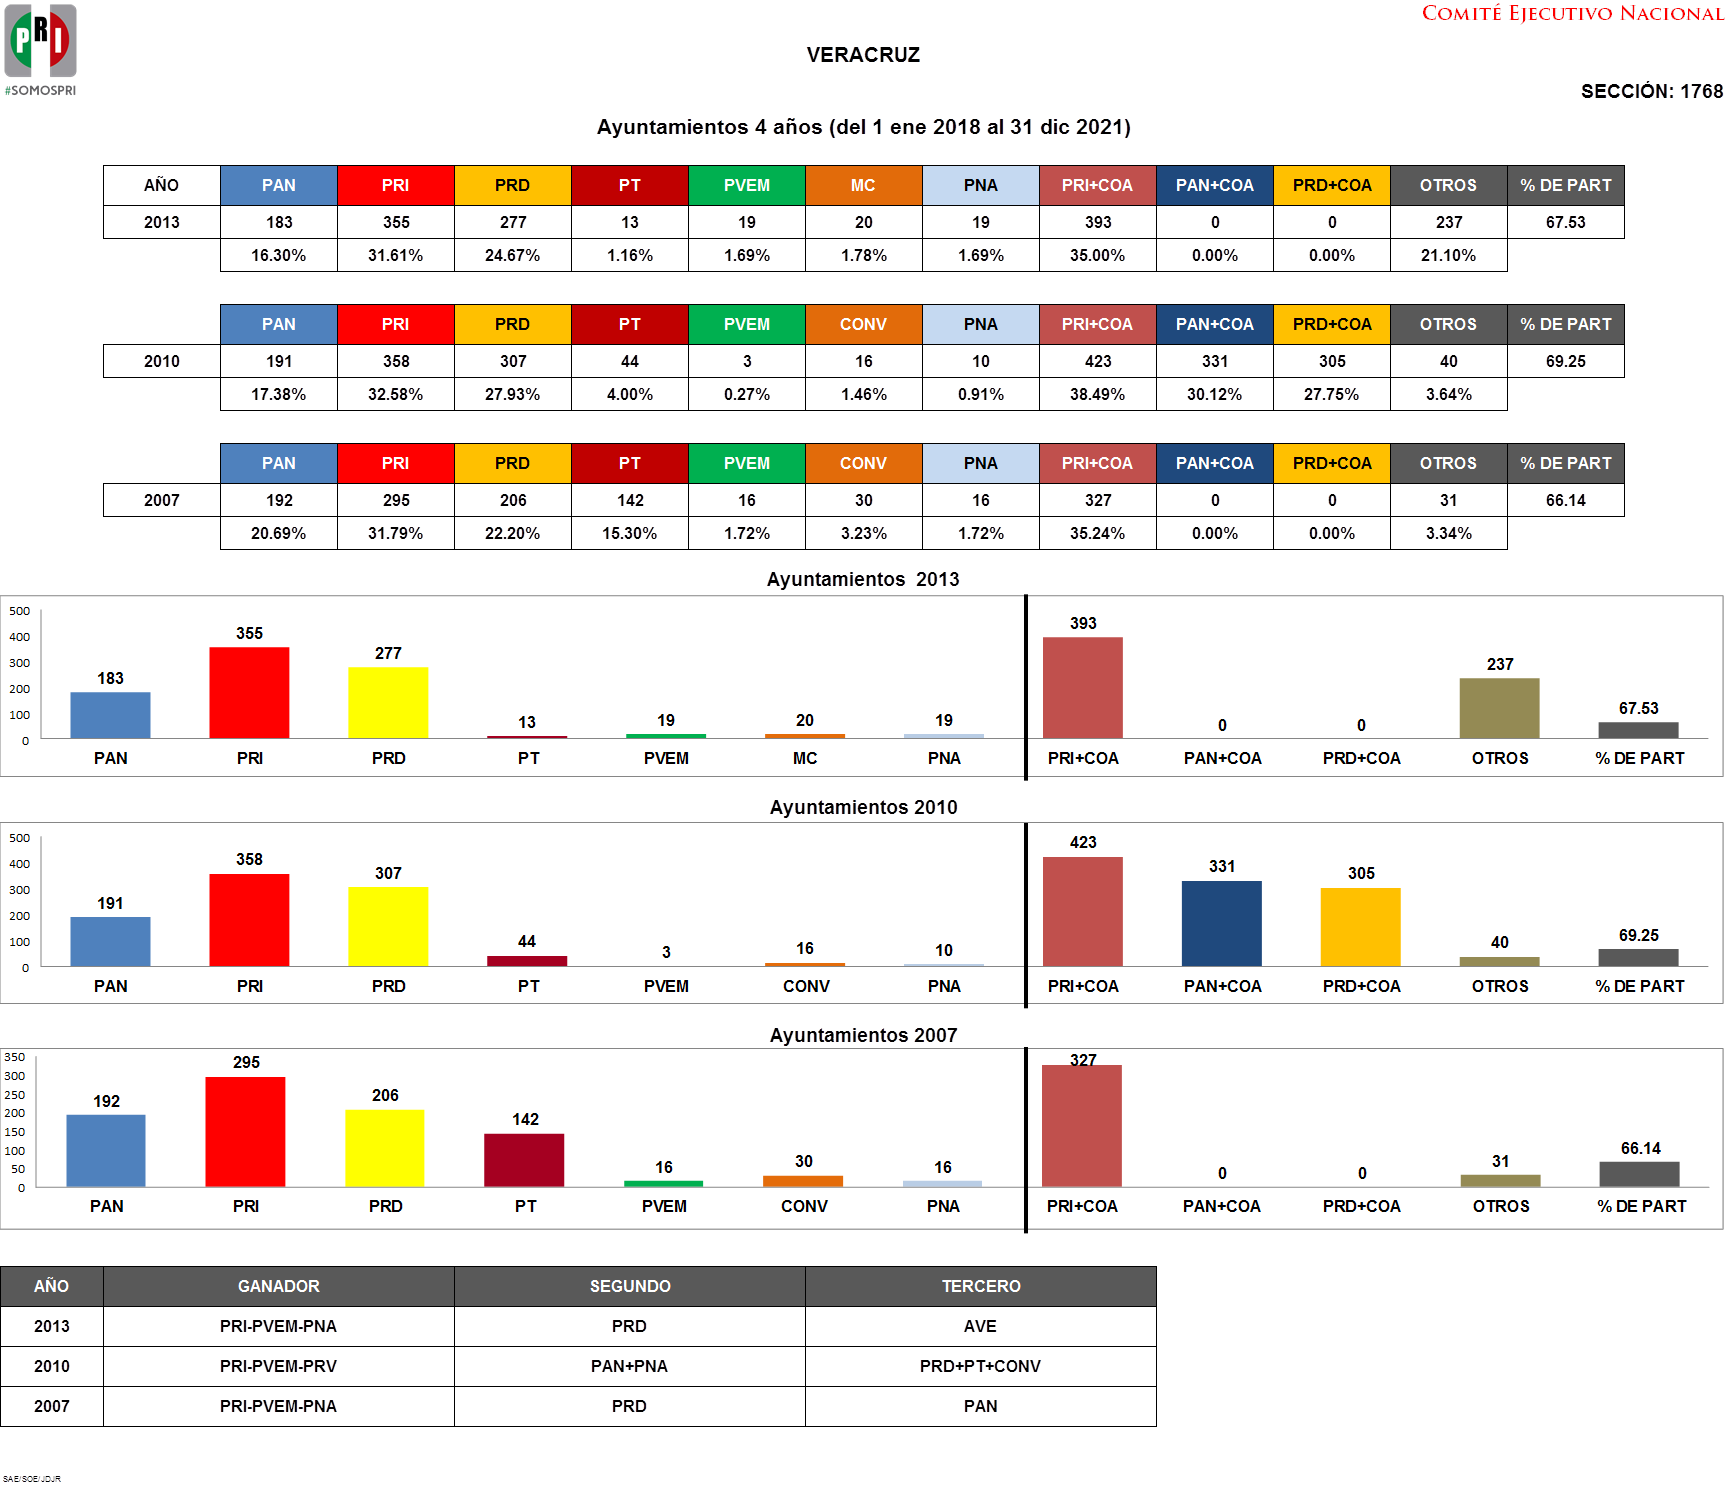 PRI
#SOMOSPRI
COMITÉ EJECUTIVO NACIONAL
VERACRUZ
SECCIÓN: 1768
Ayuntamientos 4 años (del 1 ene 2018 al 31 dic 2021)
AÑO PAN PRI PRD PT PVEM MC PNA PRI+COA PAN+COA PRD+COA OTROS % DE PART
2013 183 355 277 13 19 20 19 393 0 0 237 67.53
16.30% 31.61% 24.67% 1.16% 1.69% 1.78% 1.69% 35.00% 0.00% 0.00% 21.10%
PAN PRI PRD PT PVEM CONV PNA PRI+COA PAN+COA PRD+COA OTROS % DE PART
2010 191 358 307 44 3 16 10 423 331 305 40 69.25
17.38% 32.58% 27.93% 4.00% 0.27% 1.46% 0.91% 38.49% 30.12% 27.75% 3.64%
PAN PRI PRD PT PVEM CONV PNA PRI+COA PAN+COA PRD+COA OTROS % DE PART
2007 192 295 206 142 16 30 16 327 0 0 31 66.14
20.69% 31.79% 22.20% 15.30% 1.72% 3.23% 1.72% 35.24% 0.00% 0.00% 3.34%
Ayuntamientos 2013
500
400
300
200
100
0
183 355 277 13 19 20 19 393 0 0 237 67.53
PAN PRI PRD PT PVEM MC PNA PRI+COA PAN+COA PRD+COA OTROS % DE PART
Ayuntamientos 2010
500
400
300
200
100
0
191 358 307 44 3 16 10 423 331 305 40 69.25
PAN PRI PRD PT PVEM CONV PNA PRI+COA PAN+COA PRD+COA OTROS % DE PART
Ayuntamientos 2007
350
300
250
200
150
100
50
0
192 295 206 142 16 30 16 327 0 0 31 66.14
PAN PRI PRD PT PVEM CONV PNA PRI+COA PAN+COA PRD+COA OTROS % DE PART
AÑO GANADOR SEGUNDO TERCERO
2013 PRI-PVEM-PNA PRD AVE
2010 PRI-PVEM-PRV PAN+PNA PRD+PT+CONV
2007 PRI-PVEM-PNA PRD PAN
SAE/SOE/JDJR